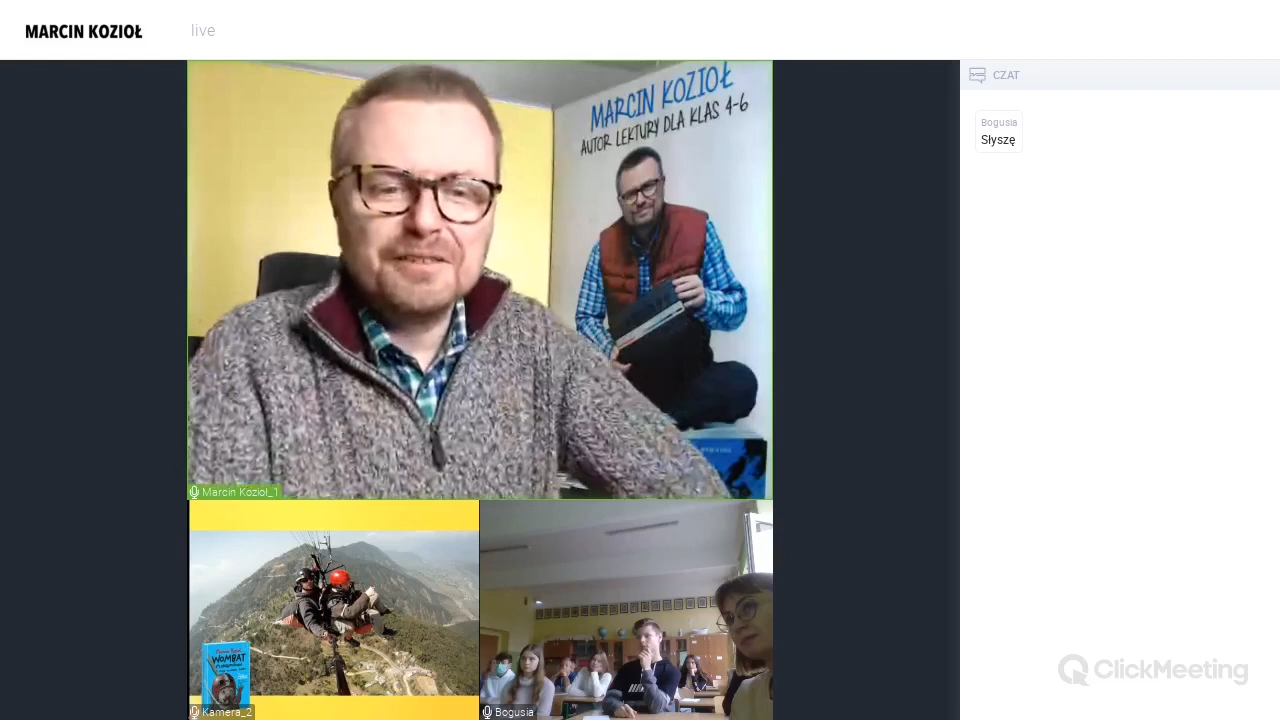 MARCIN KOZIOŁ
live
CZAT
Bogusia
Słyszę
MARCIN KOZIOŁ
AUTOR LEKTURY DLA KLAS 4-6
Marcin Kozioł_1
WOMBAT
Kamera_2
Bogusia
ClickMeeting